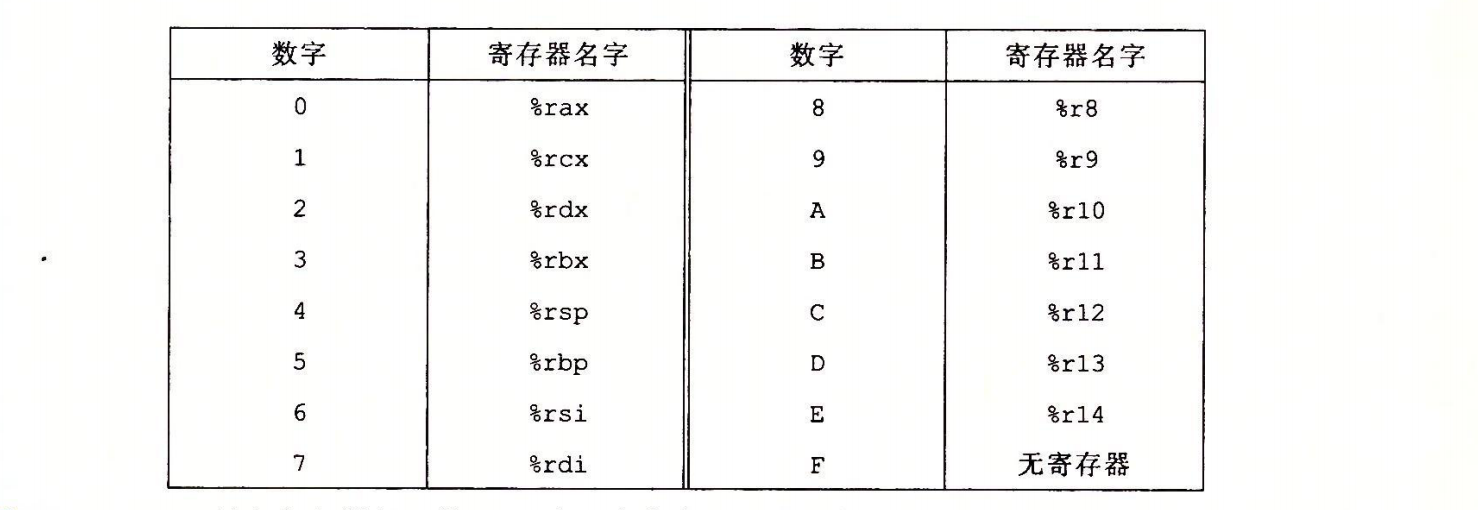 数字 寄存器名字 数字 寄存器名字
0 %rax 8 %r8
1 %rcx 9 %r9
2 %rdx A %r10
3 %rbx B %r11
4 %rsp C %r12
5 %rbp D %r13
6 %rsi E %r14
7 %rdi F 无寄存器